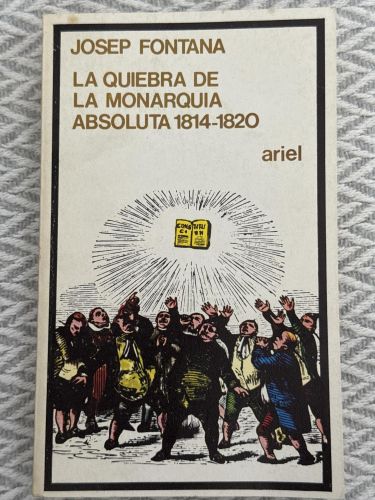 JOSEP FONTANA
LA QUIEBRA DE
LA MONARQUIA
ABSOLUTA 1814-1820
ariel